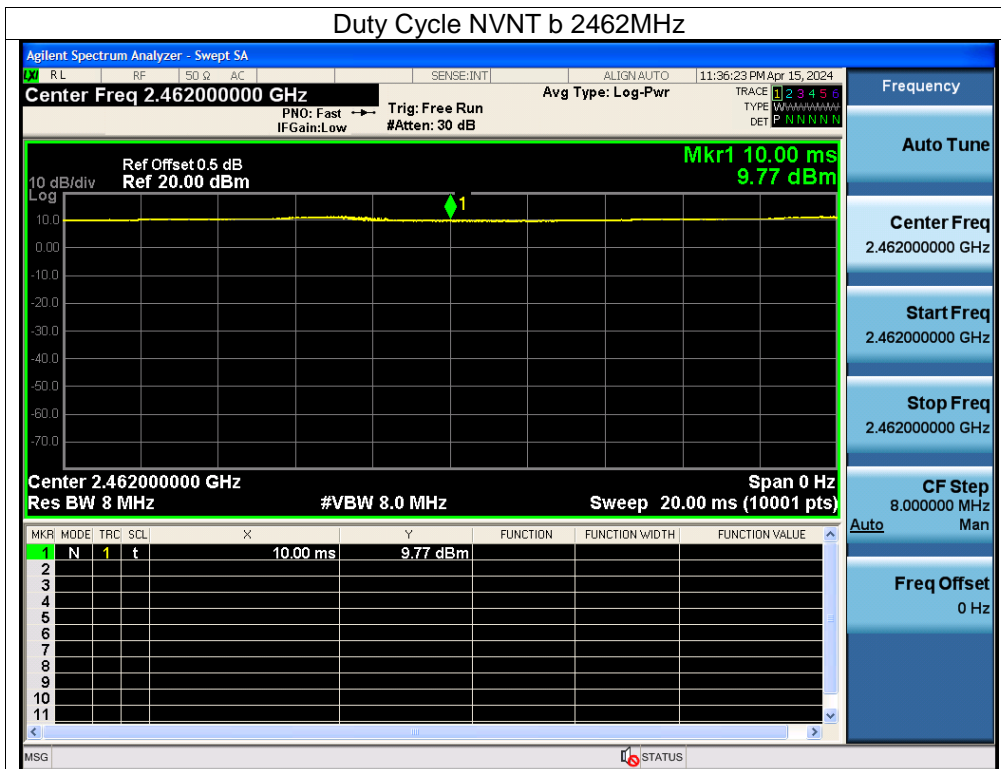 Duty Cycle NVNT b 2462MHz
Agilent Spectrum Analyzer - Swept SA
LXI RL RF 50 Ω AC SENSE:INT ALIGN AUTO 11:36:23 PM Apr 15, 2024
Center Freq 2.462000000 GHz
PNO: Fast
IFGain:Low
Trig: Free Run
#Atten: 30 dB
Avg Type: Log-Pwr
TRACE 1 2 3 4 5 6
TYPE WWWWWW
DET P N N N N N
Mkr1 10.00 ms
9.77 dBm
10 dB/div
Log
Ref Offset 0.5 dB
Ref 20.00 dBm
1
10.0
0.00
-10.0
-20.0
-30.0
-40.0
-50.0
-60.0
-70.0
Center 2.462000000 GHz Span 0 Hz
Res BW 8 MHz #VBW 8.0 MHz Sweep 20.00 ms (10001 pts)
MKR MODE TRC SCL X Y FUNCTION FUNCTION WIDTH FUNCTION VALUE
1 N 1 t 10.00 ms 9.77 dBm
2
3
4
5
6
7
8
9
10
11
MSG STATUS
Frequency
Auto Tune
Center Freq
2.462000000 GHz
Start Freq
2.462000000 GHz
Stop Freq
2.462000000 GHz
CF Step
8.000000 MHz
Auto Man
Freq Offset
0 Hz